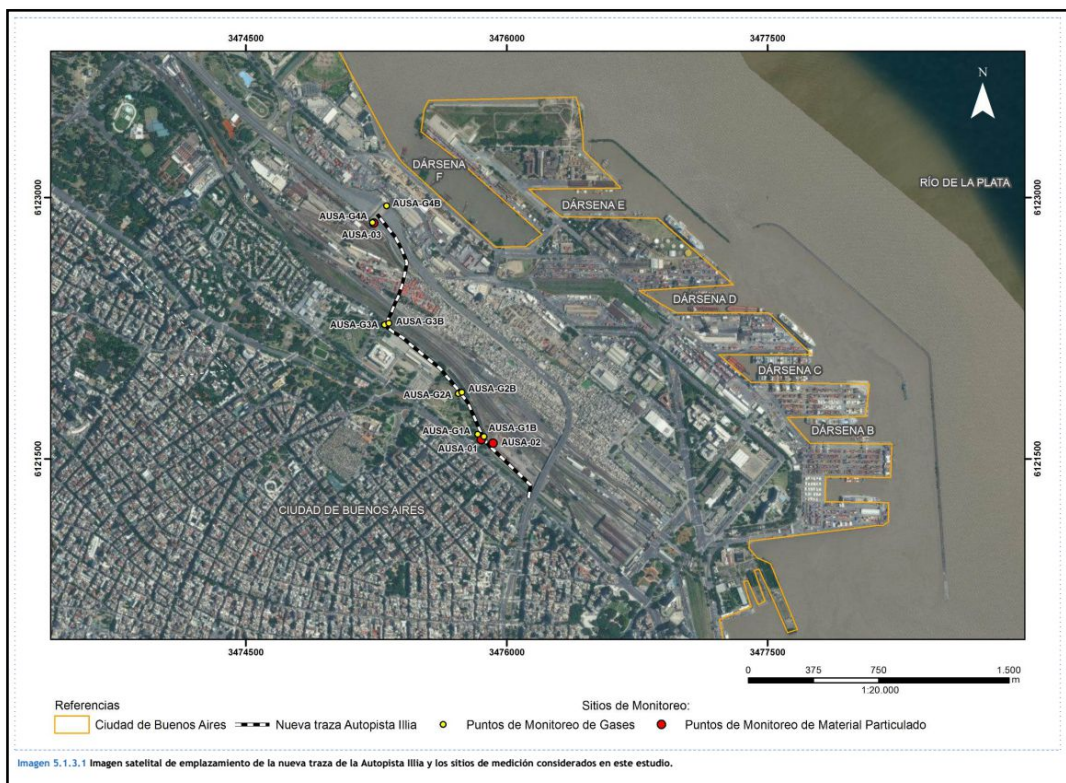 3474500
3476000
3477500
N
DÁRSENA
F
RÍO DE LA PLATA
6123000
6123000
AUSA-G4B
AUSA-G4A
AUSA-03
DÁRSENA E
DÁRSENA D
AUSA-G3A
AUSA-G3B
DÁRSENA C
AUSA-G2B
AUSA-G2A
DÁRSENA B
AUSA-G1A
AUSA-G1B
AUSA-01
AUSA-02
6121500
6121500
CIUDAD DE BUENOS AIRES
3474500
3476000
3477500
0 375 750 1.500
m
1:20.000
Referencias
Sitios de Monitoreo:
Ciudad de Buenos Aires
Nueva traza Autopista Illia
Puntos de Monitoreo de Gases
Puntos de Monitoreo de Material Particulado
Imagen 5.1.3.1 Imagen satelital de emplazamiento de la nueva traza de la Autopista Illia y los sitios de medición considerados en este estudio.